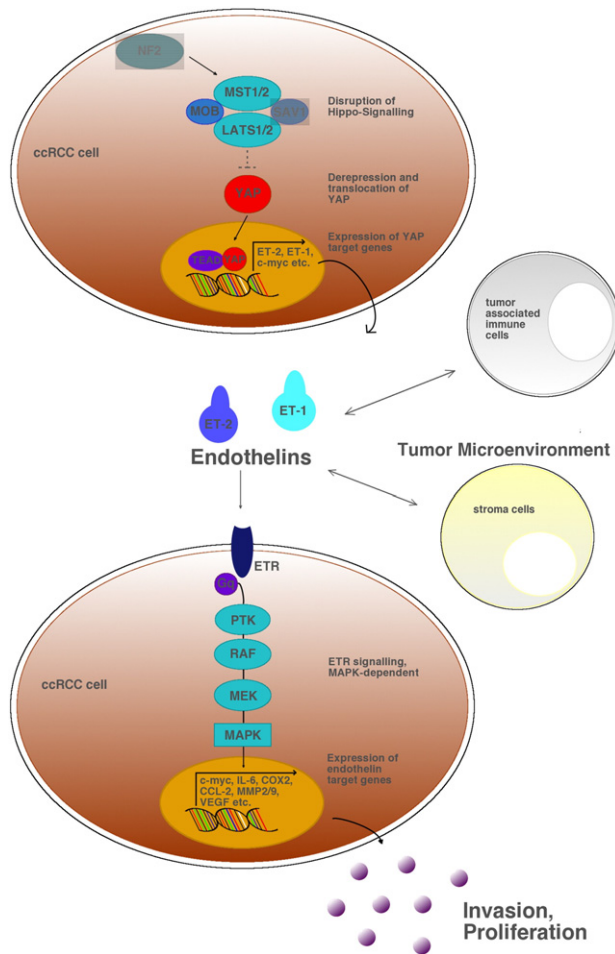 NF2
MST1/2
MOB
SAV1
LATS1/2
Disruption of
Hippo-Signalling
ccRCC cell
YAP
Derepression and
translocation of
YAP
Expression of YAP
target genes
TEAD
YAP
ET-2, ET-1,
c-myc etc.
tumor
associated
immune
cells
ET-2
ET-1
Endothelins
Tumor Microenvironment
stroma cells
ETR
Gq
PTK
RAF
ETR signalling,
MAPK-dependent
ccRCC cell
MEK
MAPK
Expression of
endothelin
target genes
c-myc, IL-6, COX2,
CCL-2, MMP2/9,
VEGF etc.
Invasion,
Proliferation